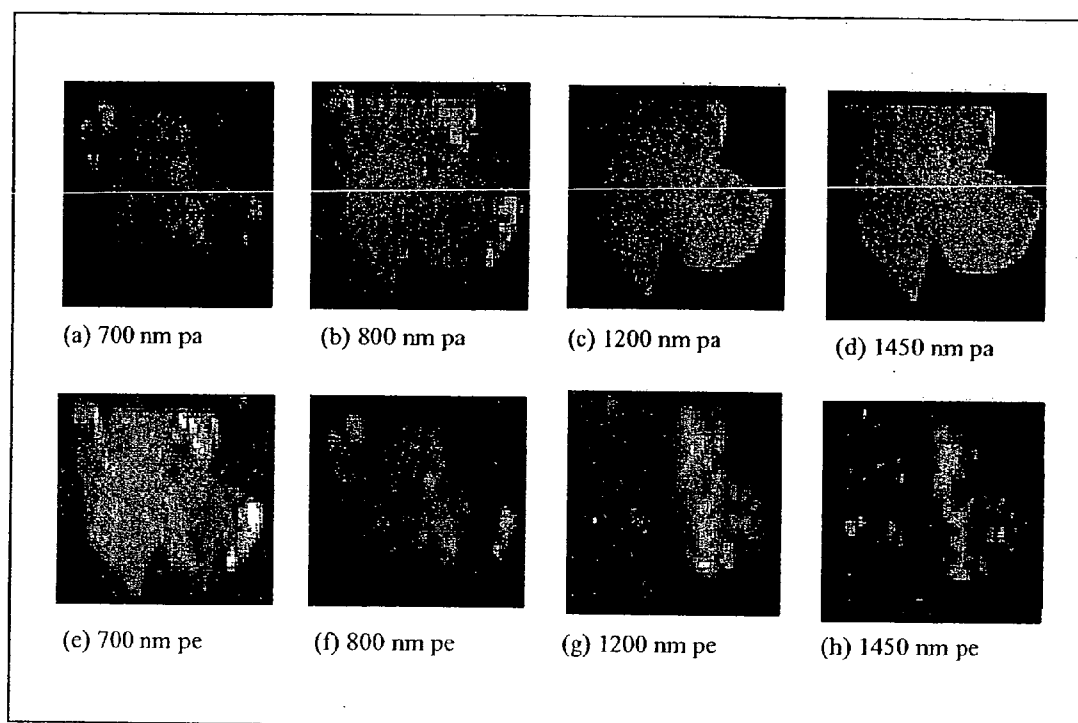 (a) 700 nm pa
(b) 800 nm pa
(c) 1200 nm pa
(d) 1450 nm pa
(e) 700 nm pe
(f) 800 nm pe
(g) 1200 nm pe
(h) 1450 nm pe